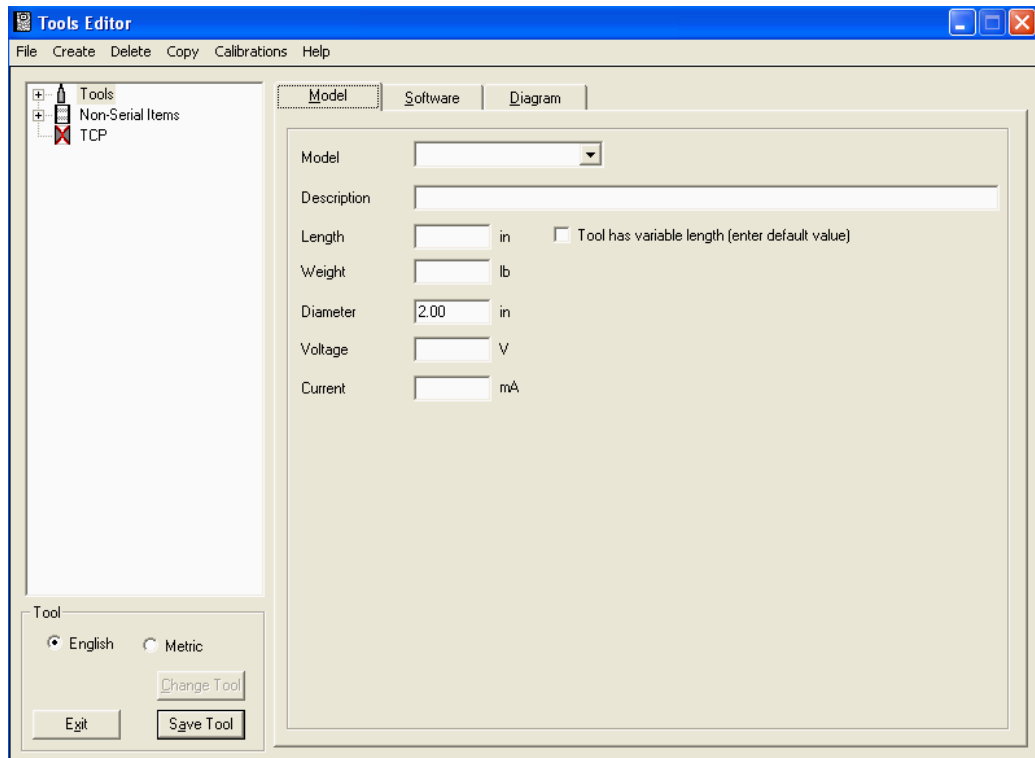 Tools Editor
File Create Delete Copy Calibrations Help
Tools
Non-Serial Items
TCP
Model Software Diagram
Model
Description
Length in Tool has variable length (enter default value)
Weight lb
Diameter 2.00 in
Voltage V
Current mA
Tool
English Metric
Change Tool
Exit Save Tool